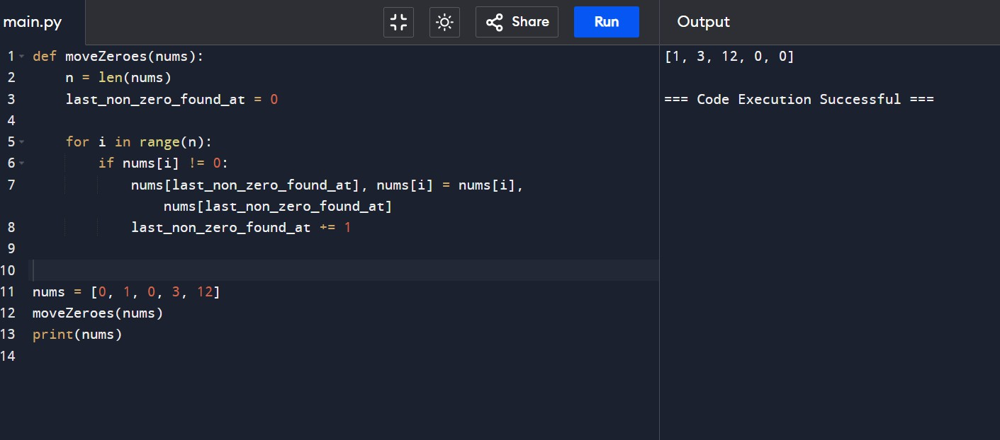 main.py
Share
Run
Output
1 def moveZeroes(nums):
2     n = len(nums)
3     last_non_zero_found_at = 0
4
5     for i in range(n):
6         if nums[i] != 0:
7             nums[last_non_zero_found_at], nums[i] = nums[i],
                nums[last_non_zero_found_at]
8             last_non_zero_found_at += 1
9
10
11 nums = [0, 1, 0, 3, 12]
12 moveZeroes(nums)
13 print(nums)
14
[1, 3, 12, 0, 0]
=== Code Execution Successful ===